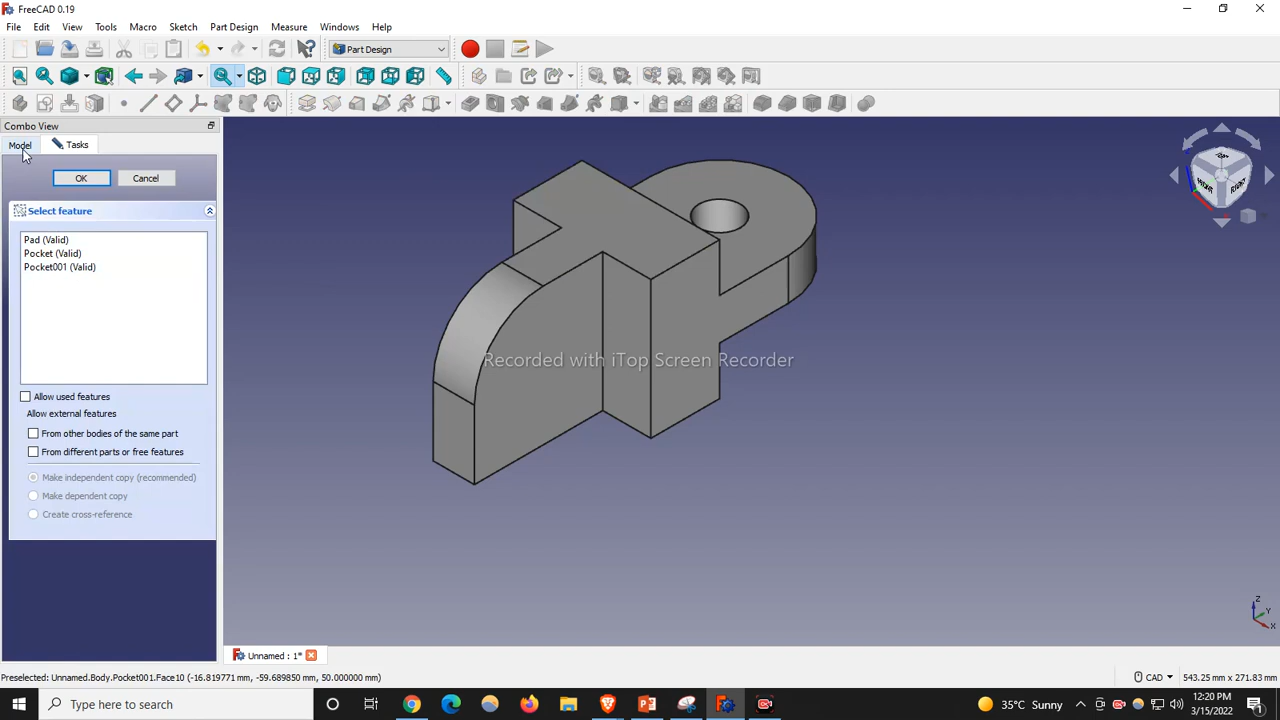 FreeCAD 0.19
File Edit View Tools Macro Sketch Part Design Measure Windows Help
Part Design
Combo View
Model Tasks
OK Cancel
Select feature
Pad (Valid)
Pocket (Valid)
Pocket001 (Valid)
Allow used features
Allow external features
From other bodies of the same part
From different parts or free features
Make independent copy (recommended)
Make dependent copy
Create cross-reference
FRONT RIGHT
Recorded with iTop Screen Recorder
Z
Y
X
Unnamed : 1*
Preselected: Unnamed.Body.Pocket001.Face10 (-16.819771 mm, -59.689850 mm, 50.000000 mm)
CAD 543.25 mm x 271.83 mm
Type here to search
35°C Sunny
12:20 PM
3/15/2022